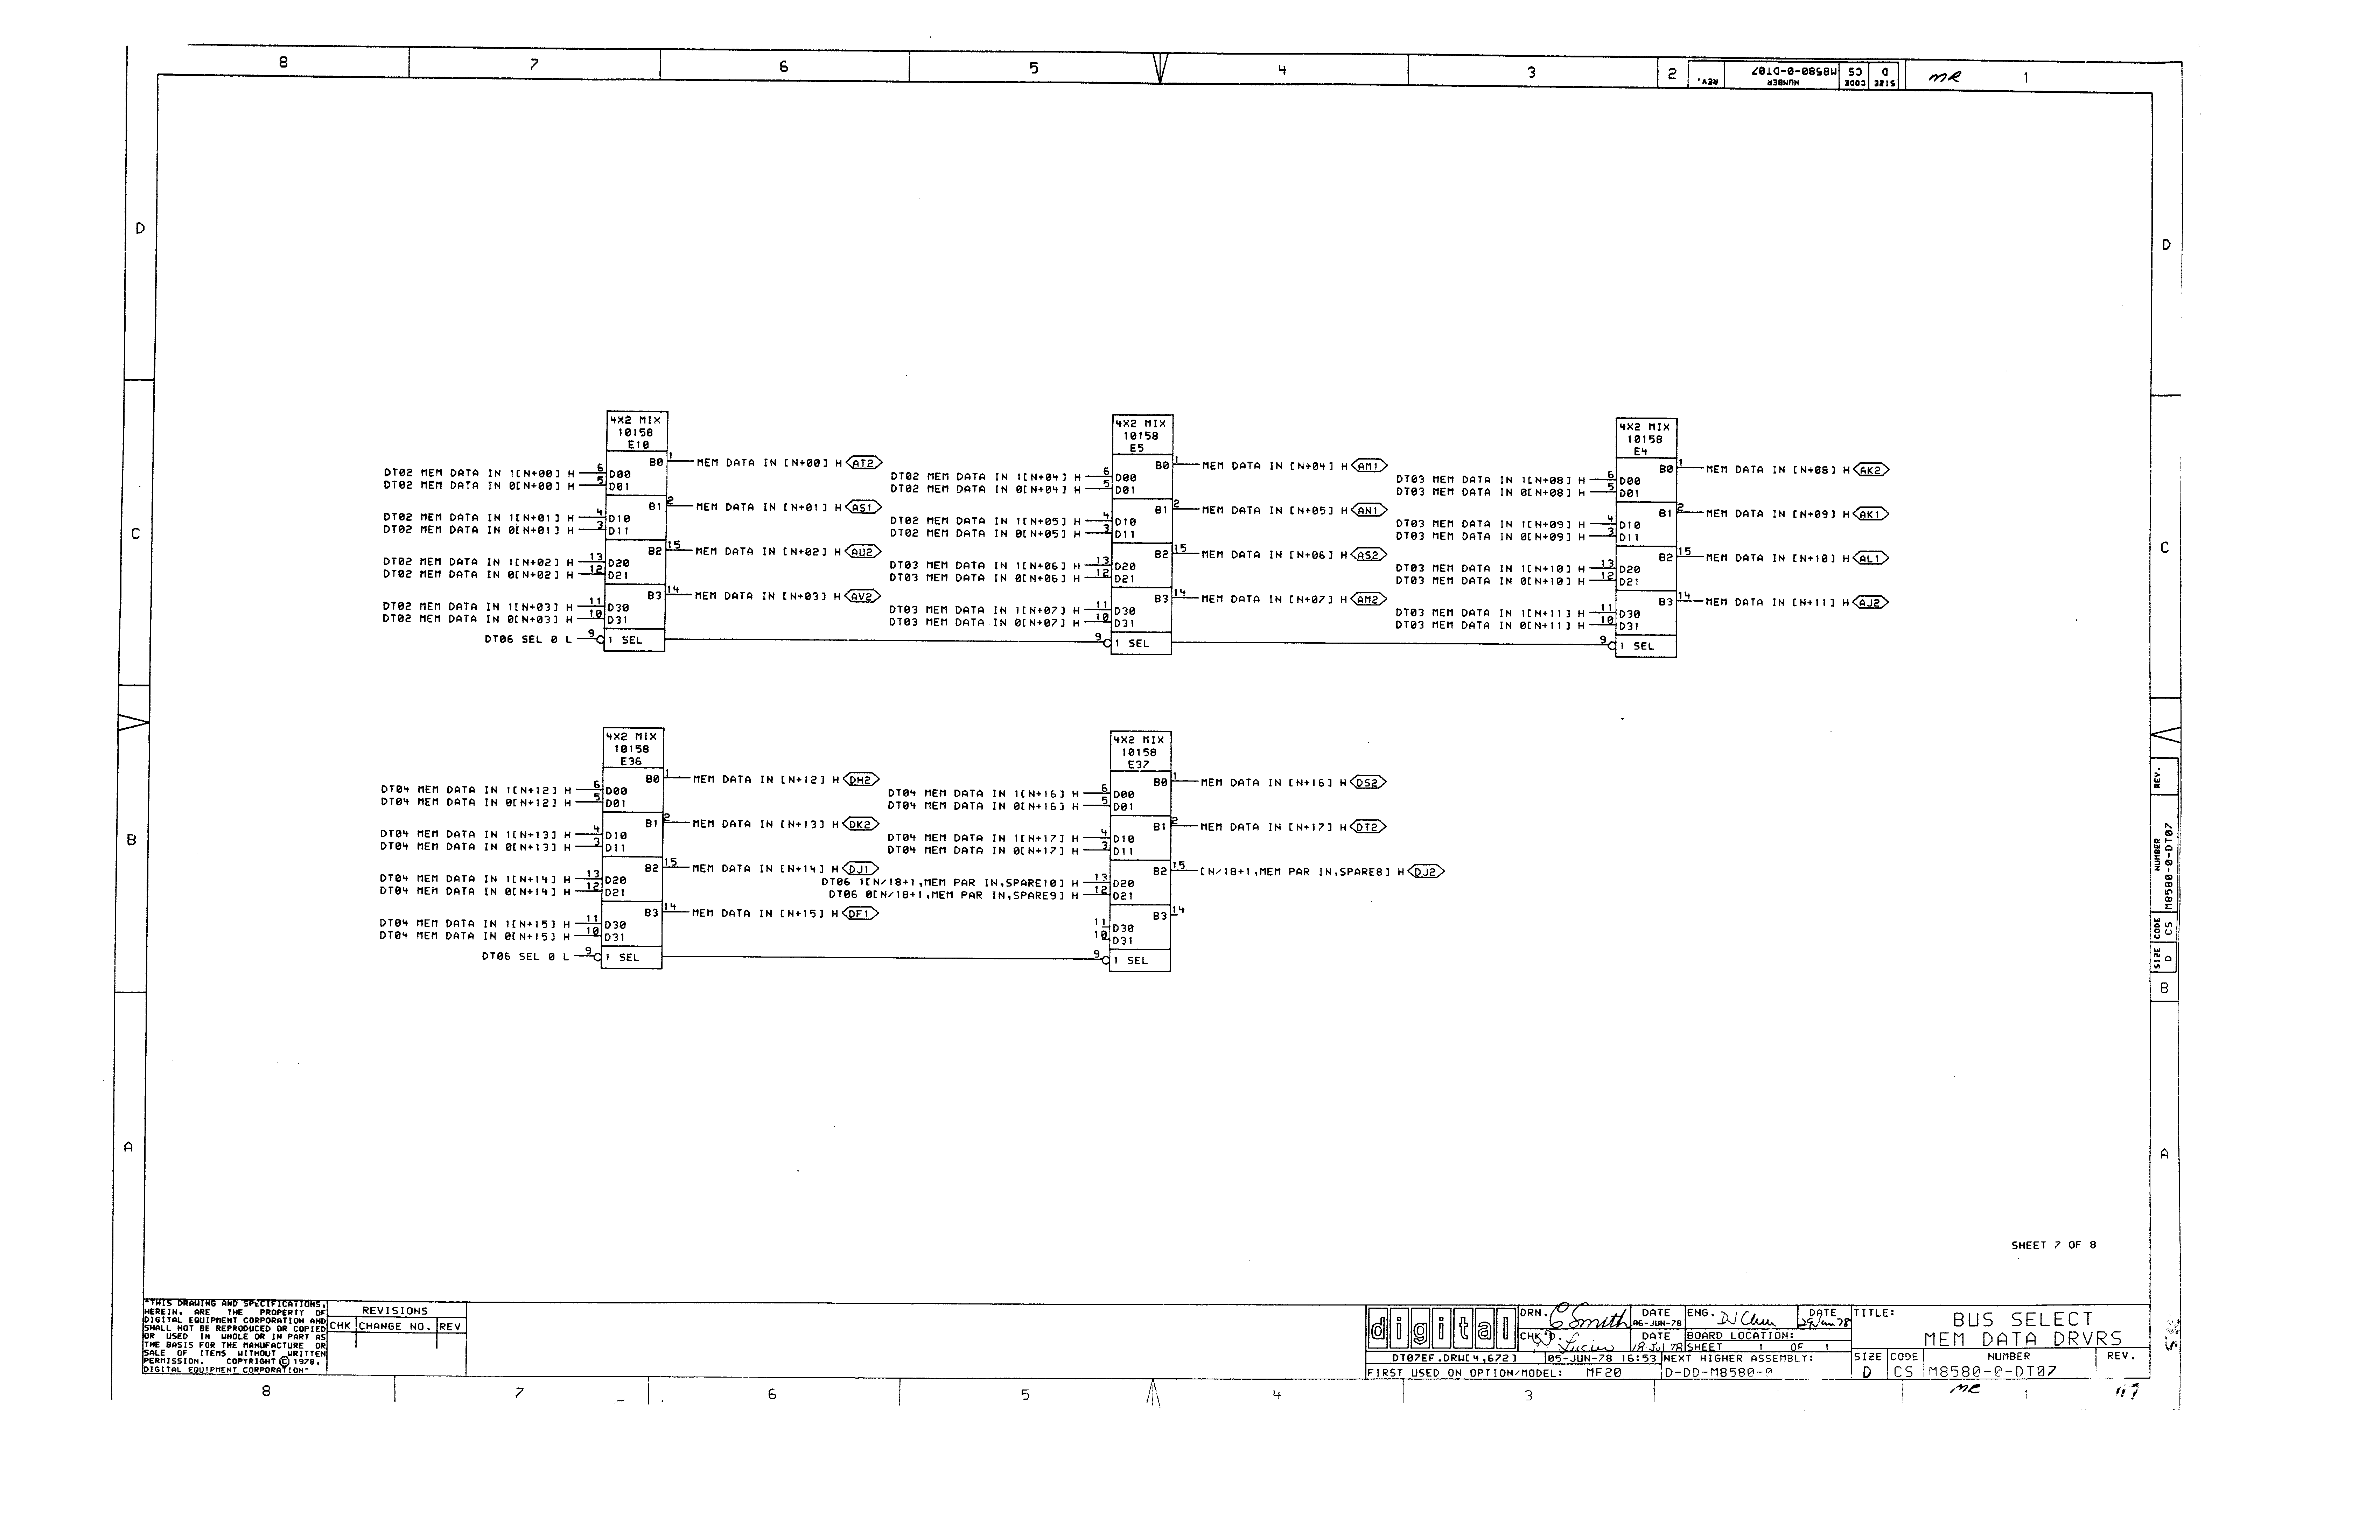 8 7 6 5 4 3 2 REV. NUMBER M8580-0-DT07 CODE CS SIZE D MR 1
D D
C C
B B
A A
4X2 MIX
10158
E10
DT02 MEM DATA IN 1[N+00] H 6 D00 B0 1 MEM DATA IN [N+00] H AT2
DT02 MEM DATA IN 0[N+00] H 5 D01
DT02 MEM DATA IN 1[N+01] H 4 D10 B1 2 MEM DATA IN [N+01] H AS1
DT02 MEM DATA IN 0[N+01] H 3 D11
DT02 MEM DATA IN 1[N+02] H 13 D20 B2 15 MEM DATA IN [N+02] H AU2
DT02 MEM DATA IN 0[N+02] H 12 D21
DT02 MEM DATA IN 1[N+03] H 11 D30 B3 14 MEM DATA IN [N+03] H AV2
DT02 MEM DATA IN 0[N+03] H 10 D31
DT06 SEL 0 L 9 1 SEL
4X2 MIX
10158
E5
DT02 MEM DATA IN 1[N+04] H 6 D00 B0 1 MEM DATA IN [N+04] H AM1
DT02 MEM DATA IN 0[N+04] H 5 D01
DT02 MEM DATA IN 1[N+05] H 4 D10 B1 2 MEM DATA IN [N+05] H AN1
DT02 MEM DATA IN 0[N+05] H 3 D11
DT03 MEM DATA IN 1[N+06] H 13 D20 B2 15 MEM DATA IN [N+06] H AS2
DT03 MEM DATA IN 0[N+06] H 12 D21
DT03 MEM DATA IN 1[N+07] H 11 D30 B3 14 MEM DATA IN [N+07] H AM2
DT03 MEM DATA IN 0[N+07] H 10 D31
9 1 SEL
4X2 MIX
10158
E4
DT03 MEM DATA IN 1[N+08] H 6 D00 B0 1 MEM DATA IN [N+08] H AK2
DT03 MEM DATA IN 0[N+08] H 5 D01
DT03 MEM DATA IN 1[N+09] H 4 D10 B1 2 MEM DATA IN [N+09] H AK1
DT03 MEM DATA IN 0[N+09] H 3 D11
DT03 MEM DATA IN 1[N+10] H 13 D20 B2 15 MEM DATA IN [N+10] H AL1
DT03 MEM DATA IN 0[N+10] H 12 D21
DT03 MEM DATA IN 1[N+11] H 11 D30 B3 14 MEM DATA IN [N+11] H AJ2
DT03 MEM DATA IN 0[N+11] H 10 D31
9 1 SEL
4X2 MIX
10158
E36
DT04 MEM DATA IN 1[N+12] H 6 D00 B0 1 MEM DATA IN [N+12] H DH2
DT04 MEM DATA IN 0[N+12] H 5 D01
DT04 MEM DATA IN 1[N+13] H 4 D10 B1 2 MEM DATA IN [N+13] H DK2
DT04 MEM DATA IN 0[N+13] H 3 D11
DT04 MEM DATA IN 1[N+14] H 13 D20 B2 15 MEM DATA IN [N+14] H DJ1
DT04 MEM DATA IN 0[N+14] H 12 D21
DT04 MEM DATA IN 1[N+15] H 11 D30 B3 14 MEM DATA IN [N+15] H DF1
DT04 MEM DATA IN 0[N+15] H 10 D31
DT06 SEL 0 L 9 1 SEL
4X2 MIX
10158
E37
DT04 MEM DATA IN 1[N+16] H 6 D00 B0 1 MEM DATA IN [N+16] H DS2
DT04 MEM DATA IN 0[N+16] H 5 D01
DT04 MEM DATA IN 1[N+17] H 4 D10 B1 2 MEM DATA IN [N+17] H DT2
DT04 MEM DATA IN 0[N+17] H 3 D11
DT06 1[N/18+1,MEM PAR IN,SPARE10] H 13 D20 B2 15 [N/18+1,MEM PAR IN,SPARE8] H DJ2
DT06 0[N/18+1,MEM PAR IN,SPARE9] H 12 D21
11 D30 B3 14
10 D31
9 1 SEL
REV.
NUMBER M8580-0-DT07
CODE CS
SIZE D
B
SHEET 7 OF 8
"THIS DRAWING AND SPECIFICATIONS,
HEREIN, ARE THE PROPERTY OF
DIGITAL EQUIPMENT CORPORATION AND
SHALL NOT BE REPRODUCED OR COPIED
OR USED IN WHOLE OR IN PART AS
THE BASIS FOR THE MANUFACTURE OR
SALE OF ITEMS WITHOUT WRITTEN
PERMISSION. COPYRIGHT © 1978,
DIGITAL EQUIPMENT CORPORATION"
REVISIONS
CHK CHANGE NO. REV
digital
DRN. C Smith DATE 06-JUN-78 ENG. DATE
CHK'D. DATE 18 Jul 78 BOARD LOCATION:
SHEET 1 OF 1
DT07EF.DRW[4,672] 05-JUN-78 16:53 NEXT HIGHER ASSEMBLY:
FIRST USED ON OPTION/MODEL: MF20 D-DD-M8580-0
TITLE: BUS SELECT
MEM DATA DRVRS
SIZE CODE NUMBER REV.
D CS M8580-0-DT07
8 7 6 5 4 3 MR 1